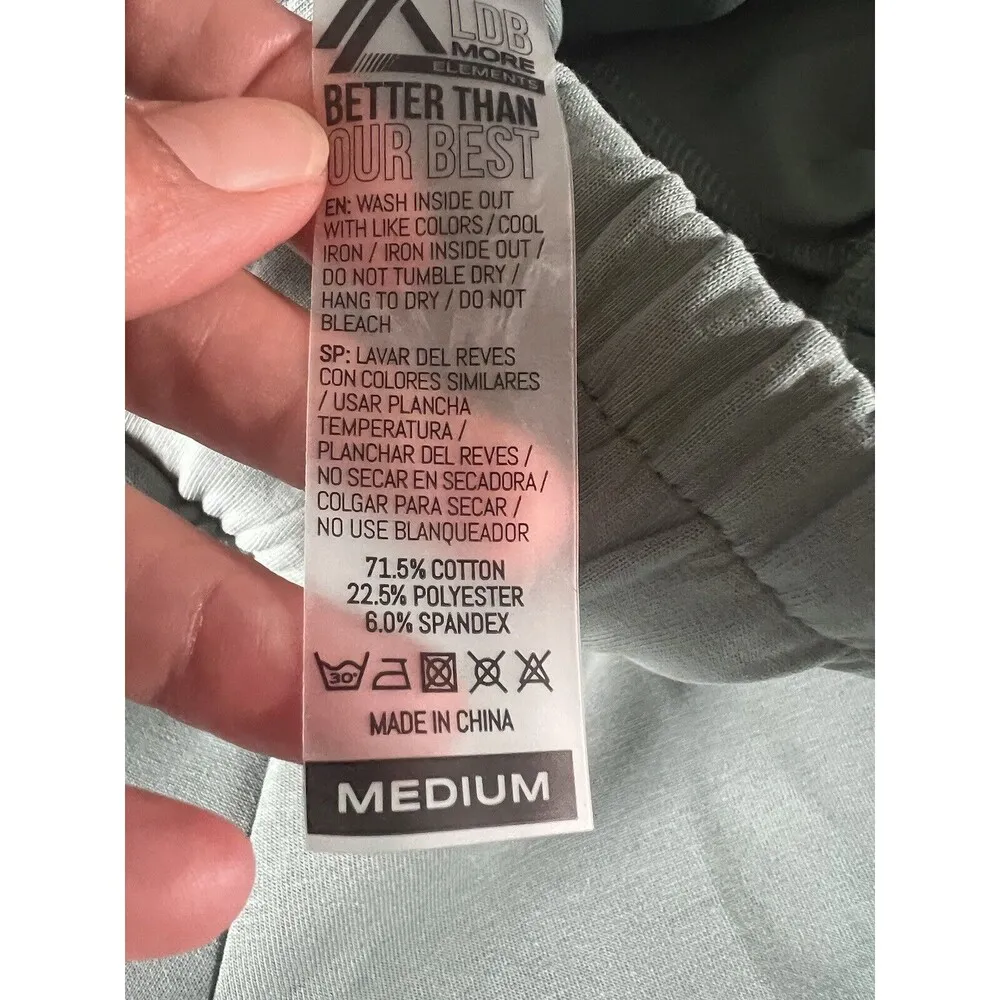 LDB
MORE
ELEMENTS
BETTER THAN
OUR BEST
EN: WASH INSIDE OUT
WITH LIKE COLORS / COOL
IRON / IRON INSIDE OUT /
DO NOT TUMBLE DRY /
HANG TO DRY / DO NOT
BLEACH
SP: LAVAR DEL REVES
CON COLORES SIMILARES
/ USAR PLANCHA
TEMPERATURA /
PLANCHAR DEL REVES /
NO SECAR EN SECADORA /
COLGAR PARA SECAR /
NO USE BLANQUEADOR
71.5% COTTON
22.5% POLYESTER
6.0% SPANDEX
30°
MADE IN CHINA
MEDIUM